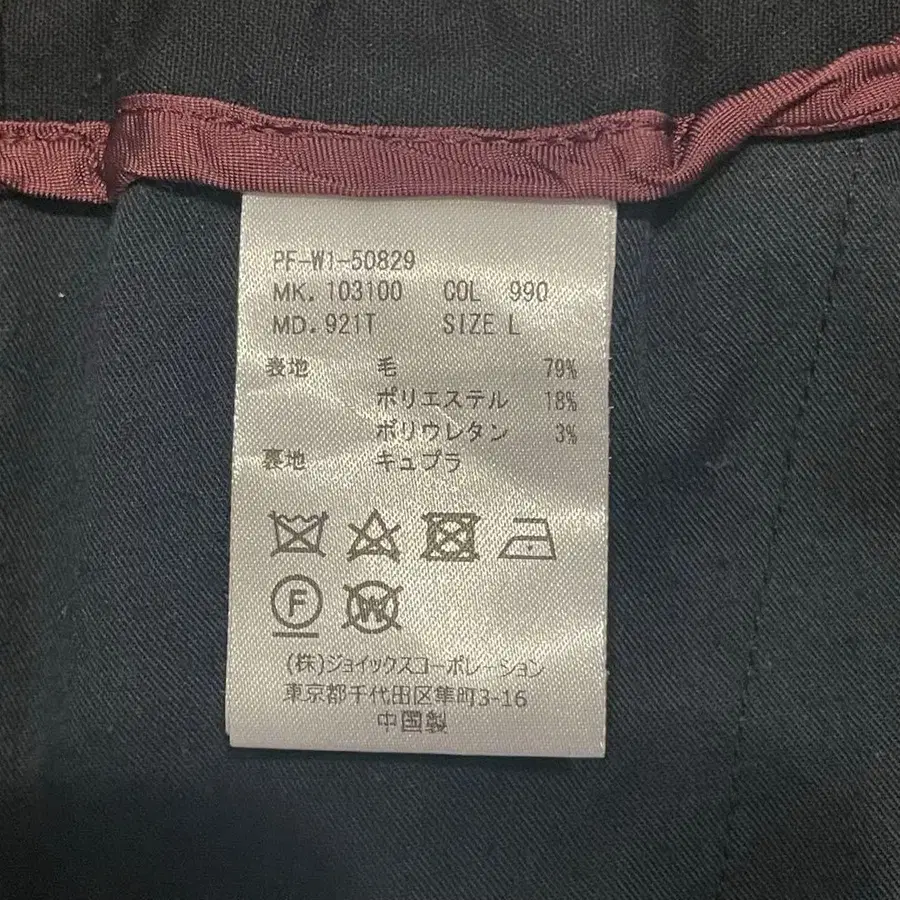 PF-W1-50829
MK. 103100 COL 990
MD. 921T SIZE L
表地 毛 79%
ポリエステル 18%
ポリウレタン 3%
裏地 キュプラ
F W
(株)ジョイックスコーポレーション
東京都千代田区隼町3-16
中国製